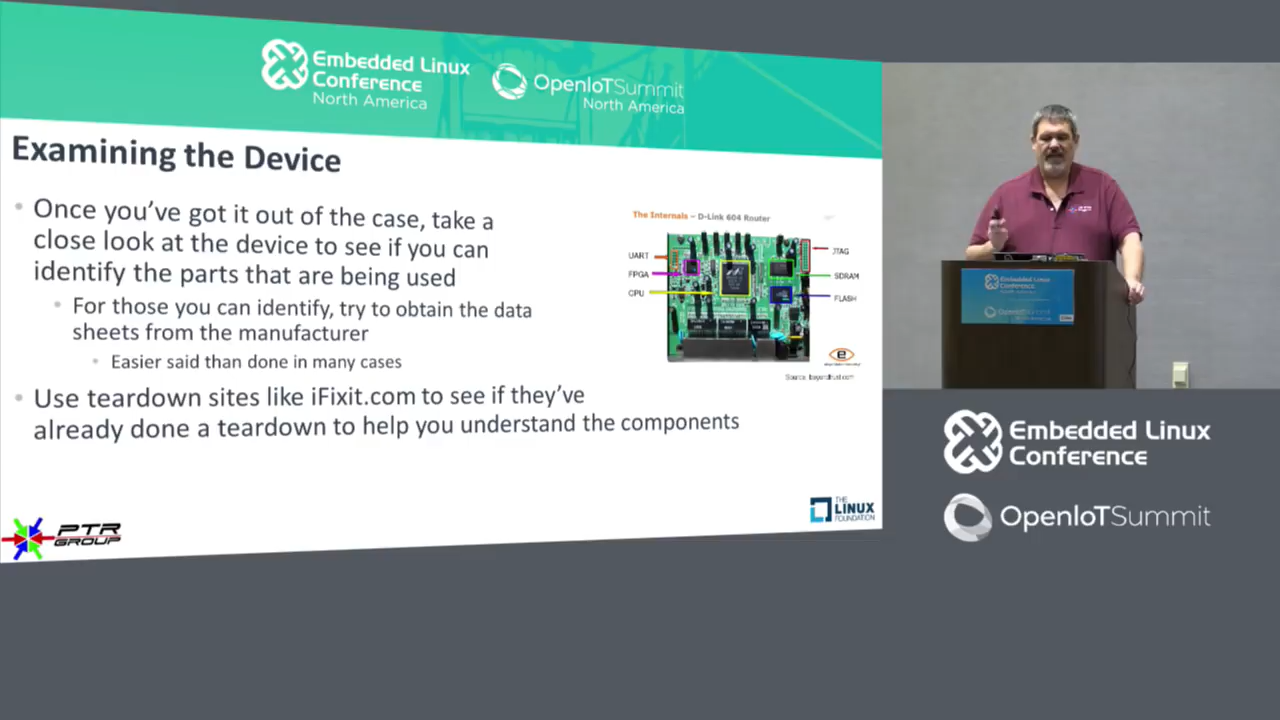 Embedded Linux
Conference
North America
OpenIoTSummit
North America
Examining the Device
Once you've got it out of the case, take a
close look at the device to see if you can
identify the parts that are being used
For those you can identify, try to obtain the data
sheets from the manufacturer
Easier said than done in many cases
Use teardown sites like iFixit.com to see if they've
already done a teardown to help you understand the components
The Internals – D-Link 604 Router
UART
FPGA
CPU
JTAG
SDRAM
FLASH
e
PTR
GROUP
THE
LINUX
FOUNDATION
Embedded Linux
Conference
OpenIoTSummit
Embedded Linux
Conference
OpenIoTSummit